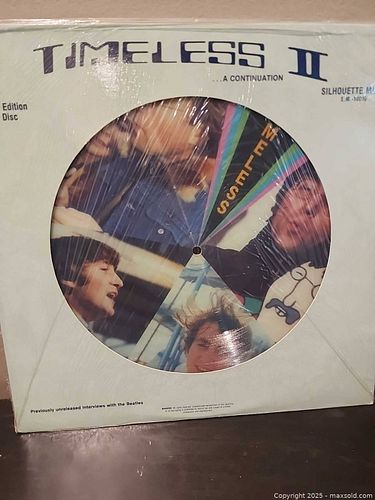 TIMELESS II
...A CONTINUATION
Edition
Disc
SILHOUETTE M
MELESS
Previously unreleased interviews with the Beatles
Copyright 2025 - maxsold.com